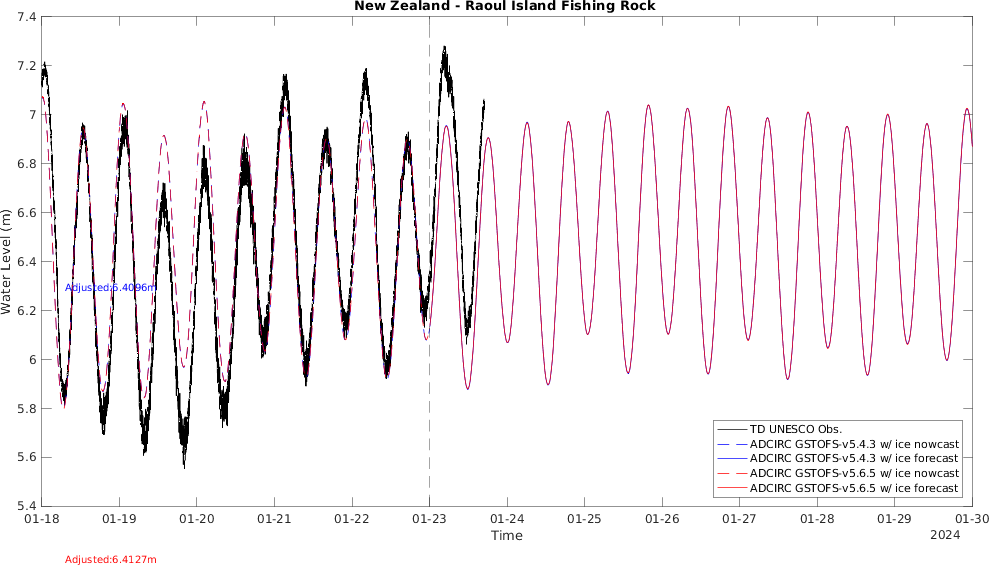 New Zealand - Raoul Island Fishing Rock
7.4
7.2
7
6.8
6.6
6.4
6.2
6
5.8
5.6
5.4
Water Level (m)
Adjusted:6.4096m
TD UNESCO Obs.
ADCIRC GSTOFS-v5.4.3 w/ ice nowcast
ADCIRC GSTOFS-v5.4.3 w/ ice forecast
ADCIRC GSTOFS-v5.6.5 w/ ice nowcast
ADCIRC GSTOFS-v5.6.5 w/ ice forecast
01-18 01-19 01-20 01-21 01-22 01-23 01-24 01-25 01-26 01-27 01-28 01-29 01-30
Time
2024
Adjusted:6.4127m